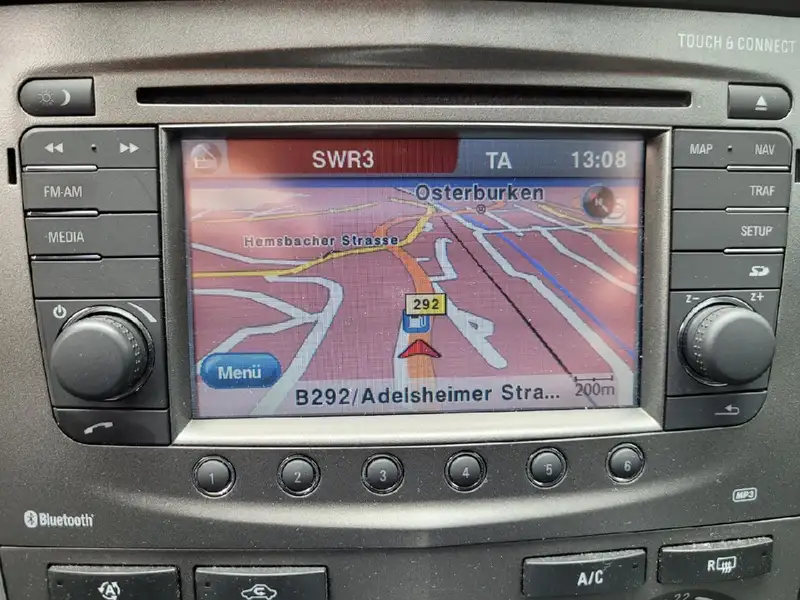 TOUCH & CONNECT
FM-AM
MEDIA
MAP · NAV
TRAF
SETUP
z- z+
SWR3 TA 13:08
Osterburken
Hemsbacher Strasse
292
Menü
B292/Adelsheimer Stra...
200m
1 2 3 4 5 6
Bluetooth
MP3
A
A/C
R
22